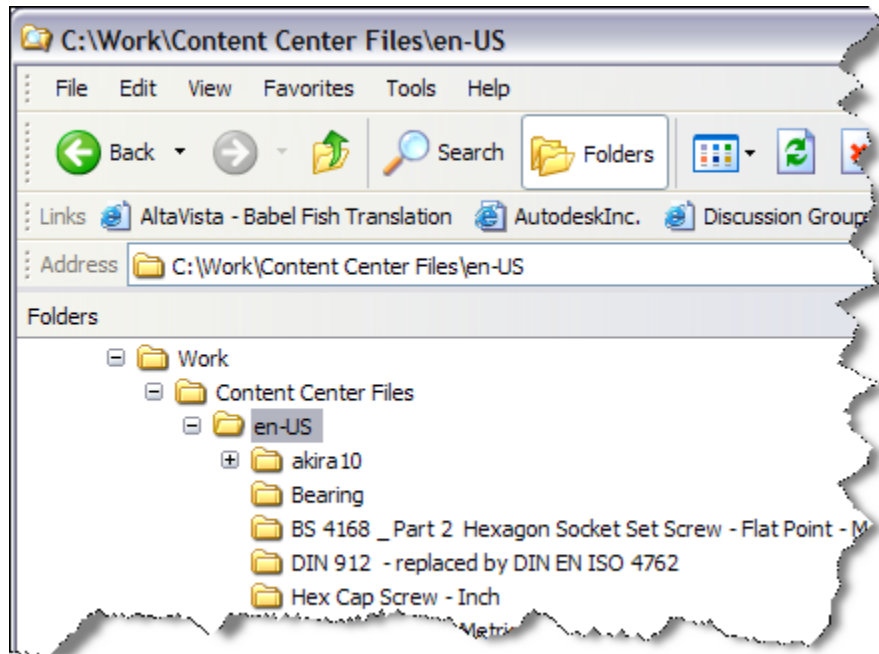 C:\Work\Content Center Files\en-US
File Edit View Favorites Tools Help
Back Search Folders
Links AltaVista - Babel Fish Translation AutodeskInc. Discussion Groups
Address C:\Work\Content Center Files\en-US
Folders
Work
Content Center Files
en-US
akira10
Bearing
BS 4168 _ Part 2 Hexagon Socket Set Screw - Flat Point - M
DIN 912 - replaced by DIN EN ISO 4762
Hex Cap Screw - Inch